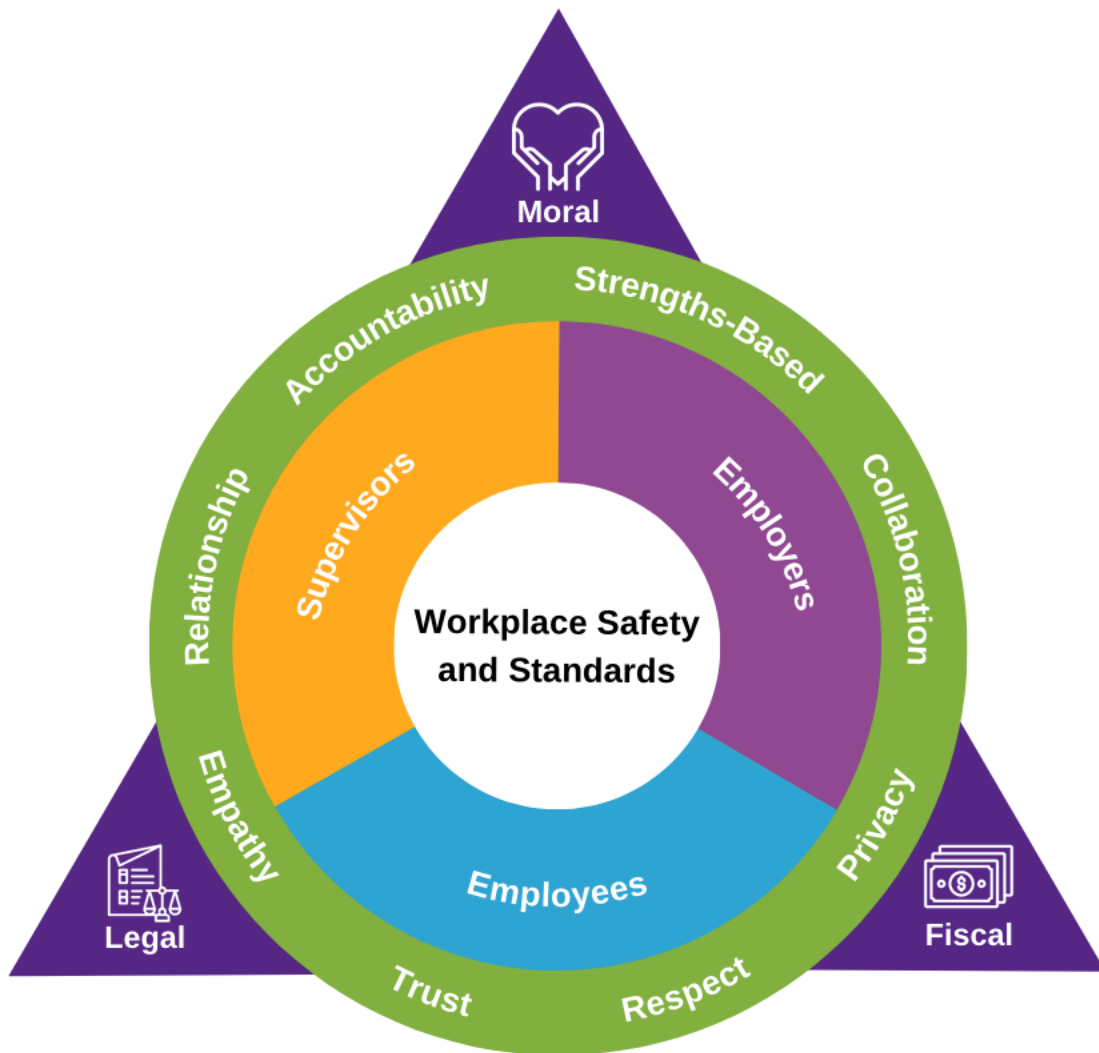 Moral
Accountability
Strengths-Based
Relationship
Supervisors
Employers
Collaboration
Workplace Safety
and Standards
Empathy
Employees
Privacy
Legal
Fiscal
Trust
Respect
$